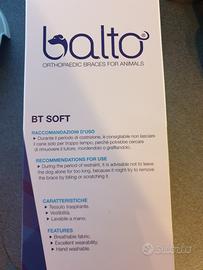 balto®
ORTHOPAEDIC BRACES FOR ANIMALS
BT SOFT
RACCOMANDAZIONI D'USO
Durante il periodo di costrizione, è consigliabile non lasciare
il cane solo per troppo tempo, perché potrebbe cercare
di rimuovere il tutore, mordendolo o graffiandolo.
RECOMMENDATIONS FOR USE
During the period of restraint, it is advisable not to leave
the dog alone for too long, because it might try to remove
the brace by biting or scratching it.
CARATTERISTICHE
Tessuto traspirante.
Vestibilità.
Lavabile a mano.
FEATURES
Breathable fabric.
Excellent wearability.
Hand washable.
subito